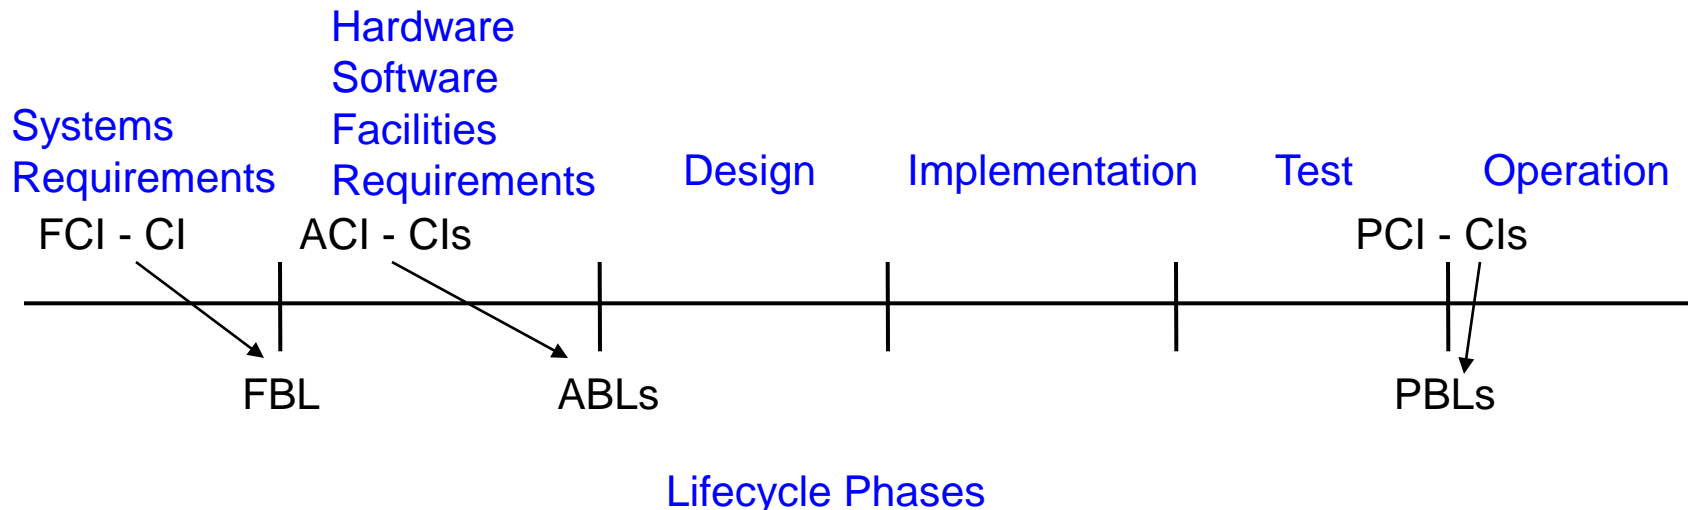 Systems
Requirements
Hardware
Software
Facilities
Requirements
Design
Implementation
Test
Operation
FCI - CI
ACI - CIs
PCI - CIs
FBL
ABLs
PBLs
Lifecycle Phases